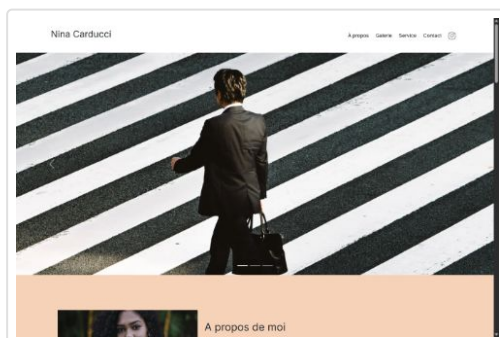 Nina Carducci
À propos Galerie Service Contact
A propos de moi